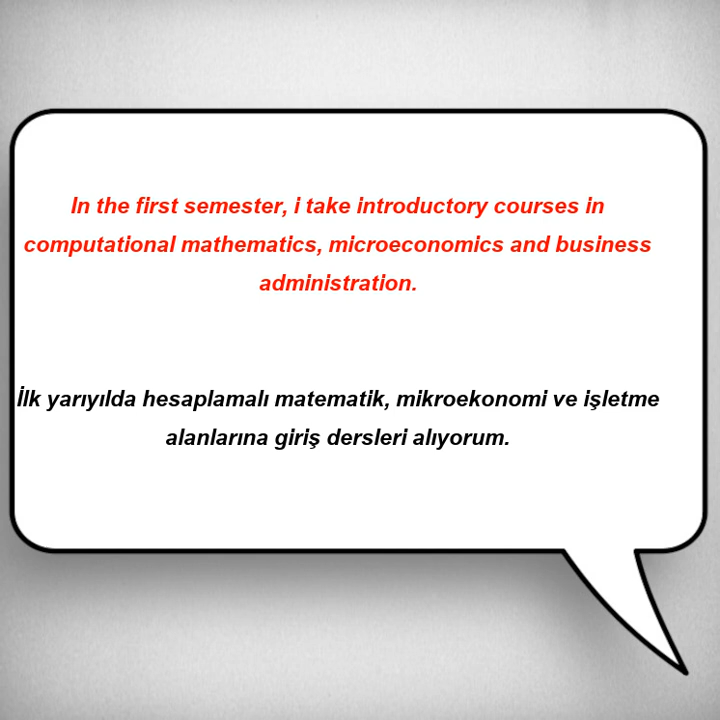 In the first semester, i take introductory courses in
computational mathematics, microeconomics and business
administration.
İlk yarıyılda hesaplamalı matematik, mikroekonomi ve işletme
alanlarına giriş dersleri alıyorum.